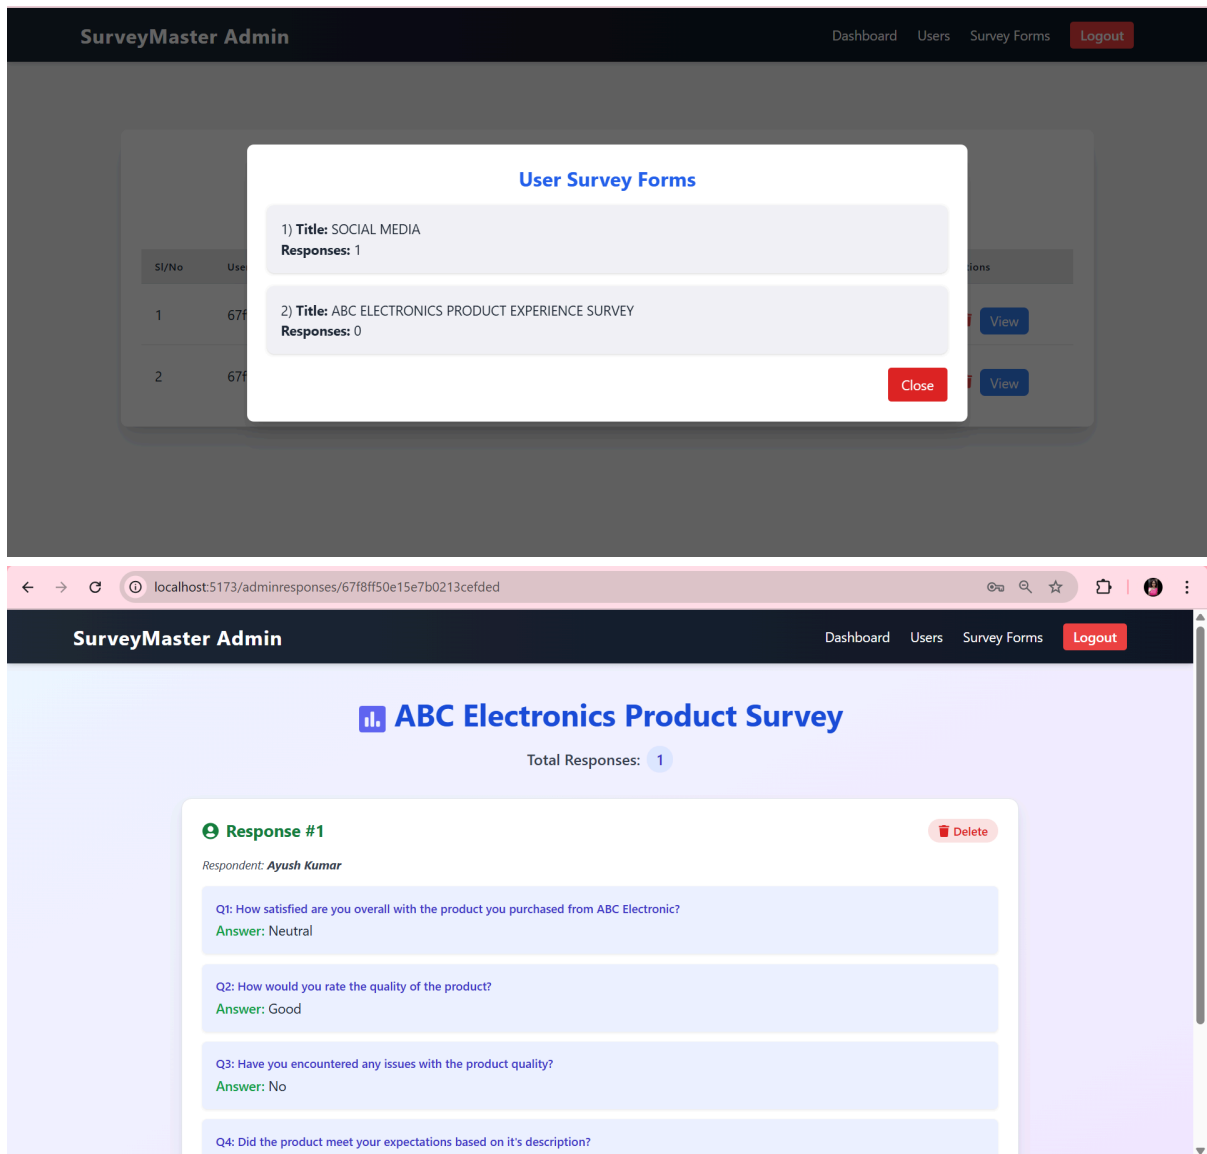 SurveyMaster Admin
Dashboard Users Survey Forms Logout
User Survey Forms
1) Title: SOCIAL MEDIA
Responses: 1
2) Title: ABC ELECTRONICS PRODUCT EXPERIENCE SURVEY
Responses: 0
Close
Sl/No
1 67f View
2 67f View
localhost:5173/adminresponses/67f8ff50e15e7b0213cefded
SurveyMaster Admin
Dashboard Users Survey Forms Logout
ABC Electronics Product Survey
Total Responses: 1
Response #1
Delete
Respondent: Ayush Kumar
Q1: How satisfied are you overall with the product you purchased from ABC Electronic?
Answer: Neutral
Q2: How would you rate the quality of the product?
Answer: Good
Q3: Have you encountered any issues with the product quality?
Answer: No
Q4: Did the product meet your expectations based on it's description?